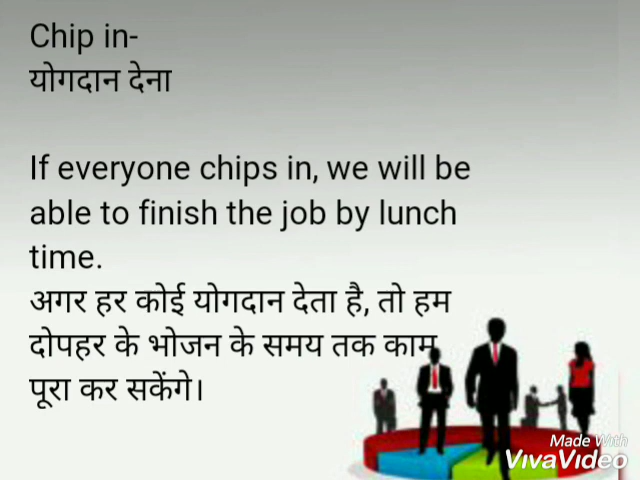 Chip in-
योगदान देना
If everyone chips in, we will be
able to finish the job by lunch
time.
अगर हर कोई योगदान देता है, तो हम
दोपहर के भोजन के समय तक काम
पूरा कर सकेंगे।
Made With
VivaVideo